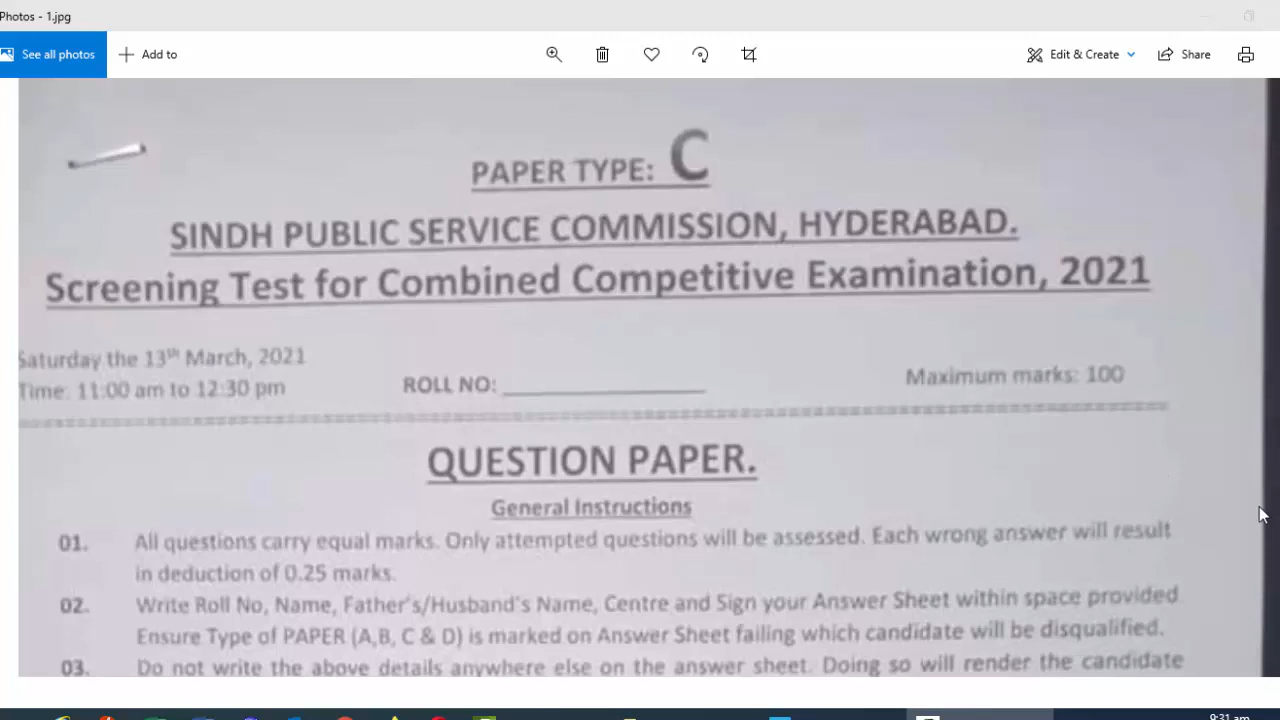 Photos - 1.jpg
See all photos
Add to
Edit & Create
Share
PAPER TYPE: C
SINDH PUBLIC SERVICE COMMISSION, HYDERABAD.
Screening Test for Combined Competitive Examination, 2021
Saturday the 13th March, 2021
Time: 11:00 am to 12:30 pm
ROLL NO:
Maximum marks: 100
QUESTION PAPER.
General Instructions
01. All questions carry equal marks. Only attempted questions will be assessed. Each wrong answer will result
in deduction of 0.25 marks.
02. Write Roll No, Name, Father's/Husband's Name, Centre and Sign your Answer Sheet within space provided
Ensure Type of PAPER (A,B, C & D) is marked on Answer Sheet failing which candidate will be disqualified.
03. Do not write the above details anywhere else on the answer sheet. Doing so will render the candidate
9:31 am